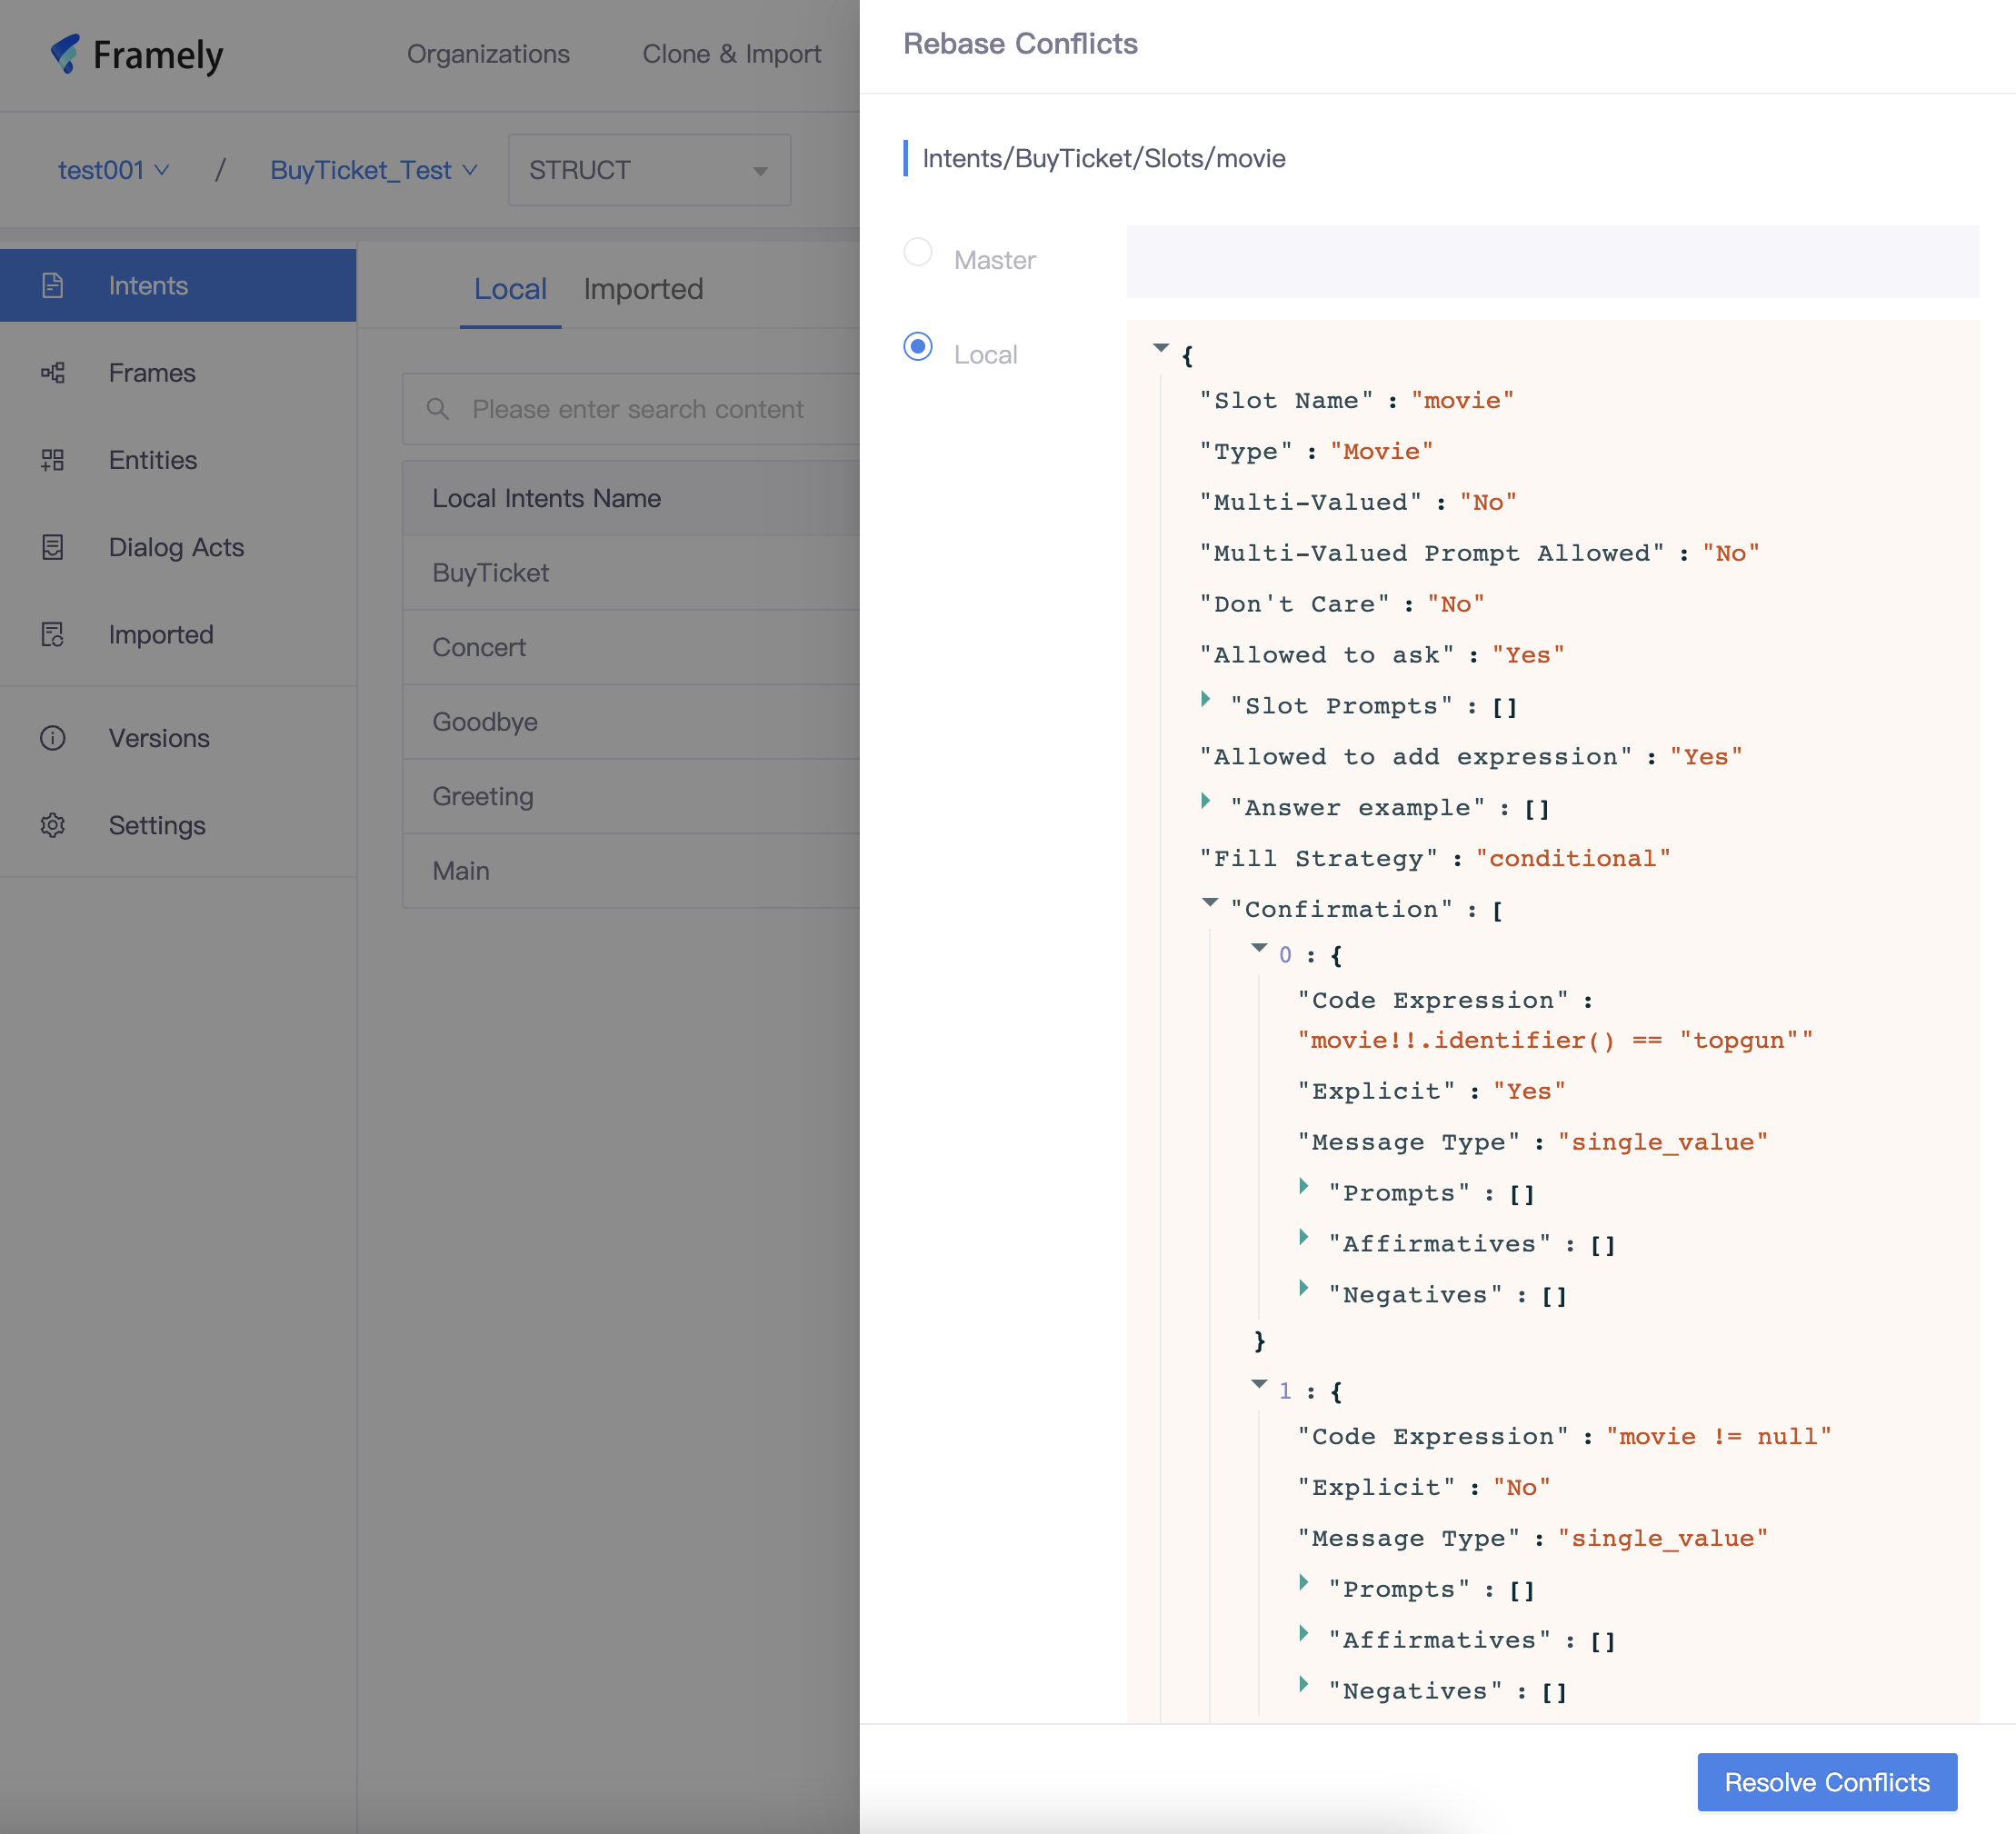 Framely
Organizations
Clone & Import
test001
/
BuyTicket_Test
STRUCT
Intents
Frames
Entities
Dialog Acts
Imported
Versions
Settings
Local
Imported
Please enter search content
Local Intents Name
BuyTicket
Concert
Goodbye
Greeting
Main
Rebase Conflicts
Intents/BuyTicket/Slots/movie
Master
Local
{
"Slot Name" : "movie"
"Type" : "Movie"
"Multi-Valued" : "No"
"Multi-Valued Prompt Allowed" : "No"
"Don't Care" : "No"
"Allowed to ask" : "Yes"
"Slot Prompts" : []
"Allowed to add expression" : "Yes"
"Answer example" : []
"Fill Strategy" : "conditional"
"Confirmation" : [
0 : {
"Code Expression" :
"movie!!.identifier() == "topgun""
"Explicit" : "Yes"
"Message Type" : "single_value"
"Prompts" : []
"Affirmatives" : []
"Negatives" : []
}
1 : {
"Code Expression" : "movie != null"
"Explicit" : "No"
"Message Type" : "single_value"
"Prompts" : []
"Affirmatives" : []
"Negatives" : []
Resolve Conflicts